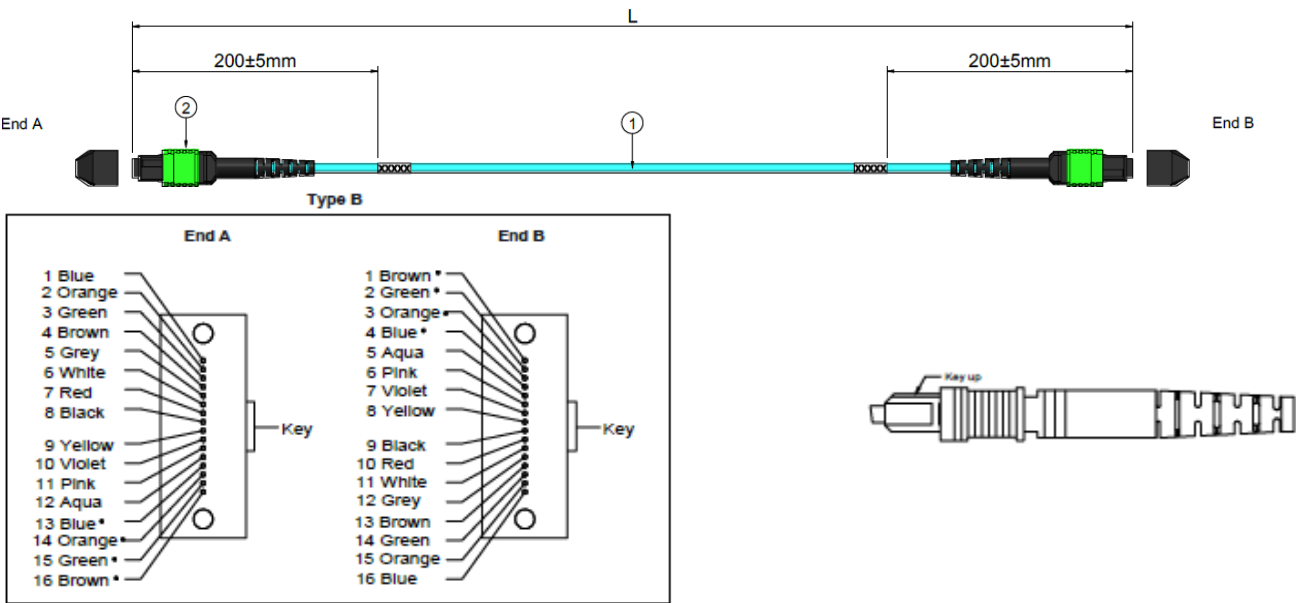 L
200±5mm
200±5mm
2
1
End A
End B
XXXXX
XXXXX
Type B
End A
End B
1 Blue
2 Orange
3 Green
4 Brown
5 Grey
6 White
7 Red
8 Black
9 Yellow
10 Violet
11 Pink
12 Aqua
13 Blue*
14 Orange*
15 Green*
16 Brown*
Key
1 Brown*
2 Green*
3 Orange*
4 Blue*
5 Aqua
6 Pink
7 Violet
8 Yellow
9 Black
10 Red
11 White
12 Grey
13 Brown
14 Green
15 Orange
16 Blue
Key
Key up